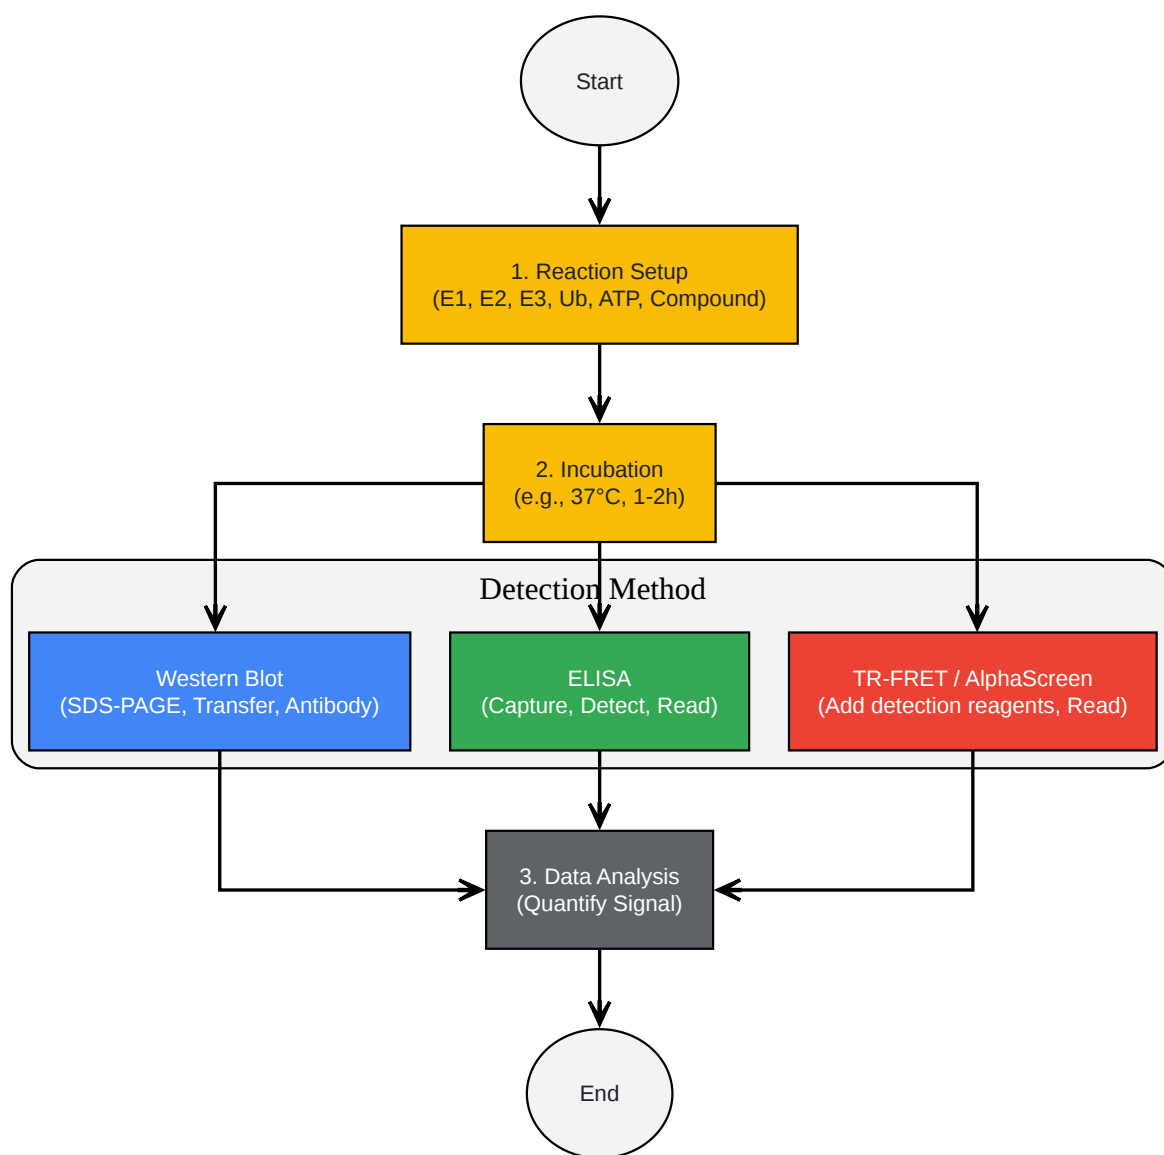 Start
1. Reaction Setup
(E1, E2, E3, Ub, ATP, Compound)
2. Incubation
(e.g., 37°C, 1-2h)
Detection Method
Western Blot
(SDS-PAGE, Transfer, Antibody)
ELISA
(Capture, Detect, Read)
TR-FRET / AlphaScreen
(Add detection reagents, Read)
3. Data Analysis
(Quantify Signal)
End